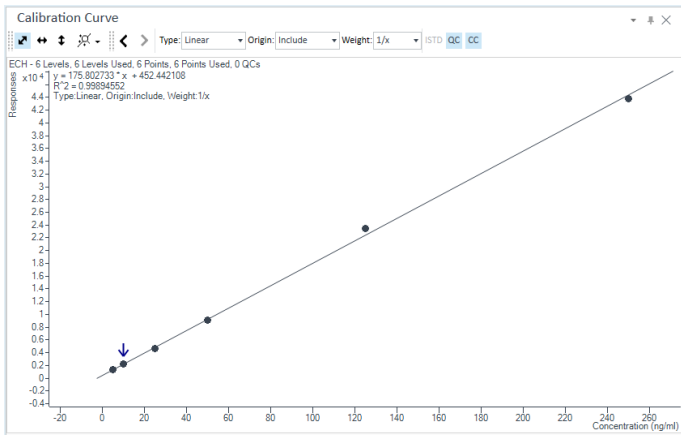 Calibration Curve
Type: Linear Origin: Include Weight: 1/x ISTD QC CC
ECH - 6 Levels, 6 Levels Used, 6 Points, 6 Points Used, 0 QCs
x10 4 y = 175.802733 * x + 452.442108
R^2 = 0.99894552
Type:Linear, Origin:Include, Weight:1/x
Responses
4.4
4.2
4
3.8
3.6
3.4
3.2
3
2.8
2.6
2.4
2.2
2
1.8
1.6
1.4
1.2
1
0.8
0.6
0.4
0.2
0
-0.2
-0.4
-20 0 20 40 60 80 100 120 140 160 180 200 220 240 260
Concentration (ng/ml)